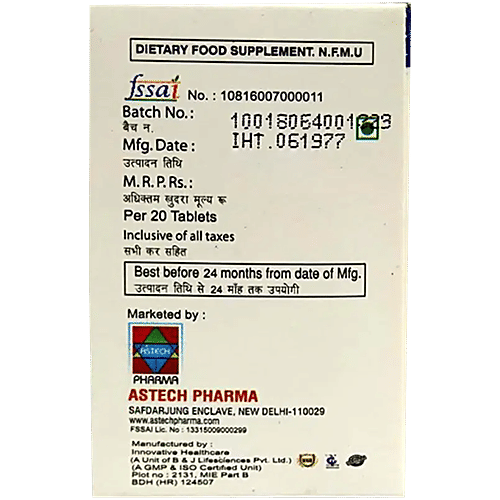 DIETARY FOOD SUPPLEMENT. N.F.M.U
fssai No. : 10816007000011
Batch No.:
बैच न.
Mfg. Date :
उत्पादन तिथि
IHT.061977
M. R. P. Rs.:
अधिक्तम खुदरा मूल्य रू
Per 20 Tablets
Inclusive of all taxes
सभी कर सहित
Best before 24 months from date of Mfg.
उत्पादन तिथि से 24 माँह तक उपयोगी
Marketed by :
ASTECH
PHARMA
ASTECH PHARMA
SAFDARJUNG ENCLAVE, NEW DELHI-110029
www.astechpharma.com
FSSAI Lic. No : 13315009000299
Manufactured by :
Innovative Healthcare
(A Unit of B & J Lifesciences Pvt. Ltd.)
(A GMP & ISO Certified Unit)
Plot no : 2131, MIE Part B
BDH (HR) 124507